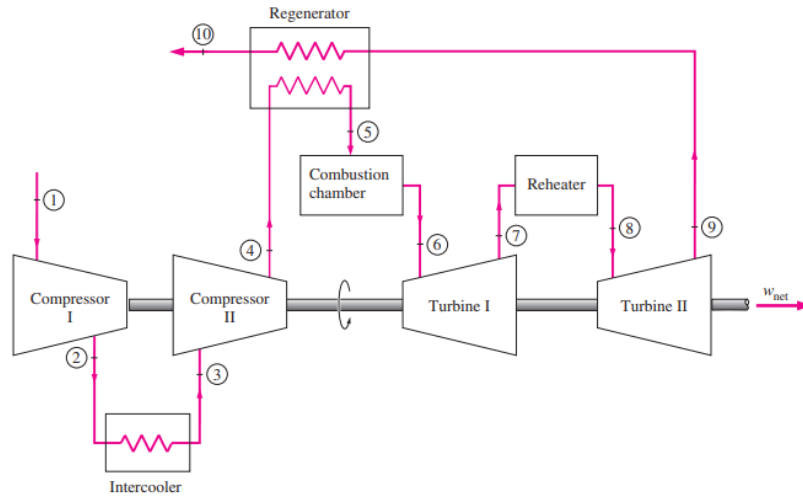 Regenerator
10
5
Combustion
chamber
Reheater
1
4
6
7
8
9
Compressor
I
Compressor
II
Turbine I
Turbine II
wnet
2
3
Intercooler